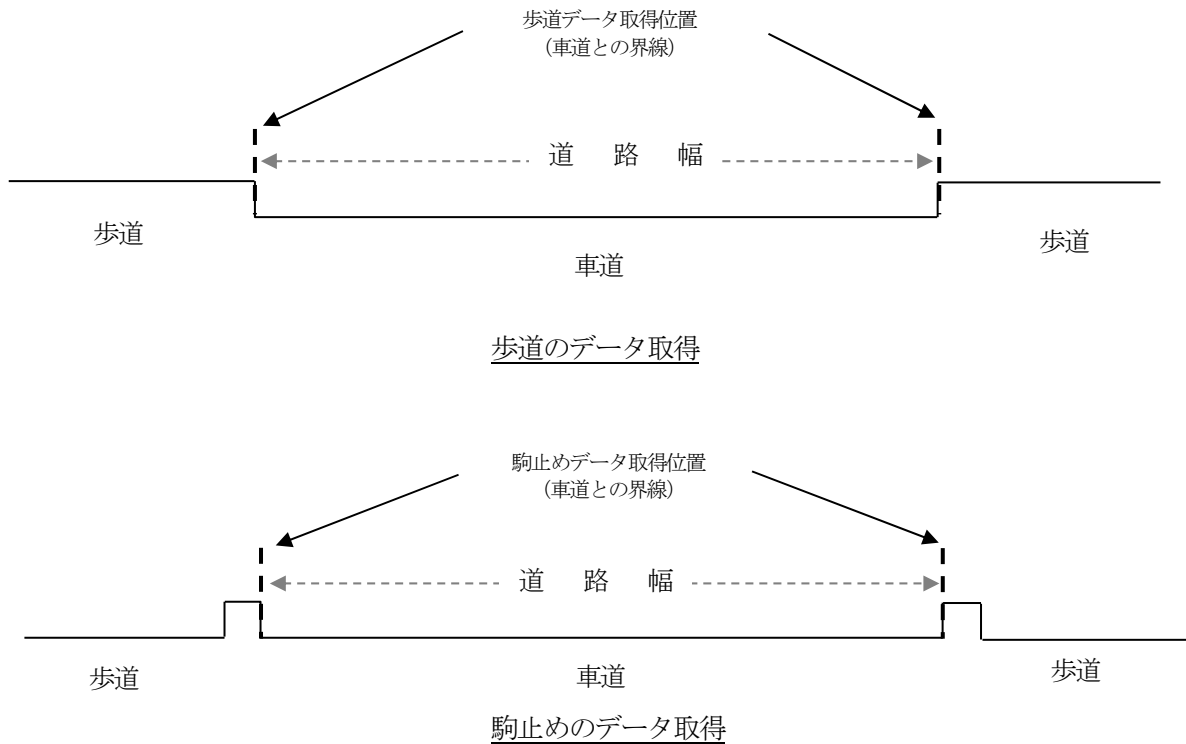 歩道データ取得位置
（車道との界線）
道　路　幅
歩道
車道
歩道
歩道のデータ取得
駒止めデータ取得位置
（車道との界線）
道　路　幅
歩道
車道
歩道
駒止めのデータ取得